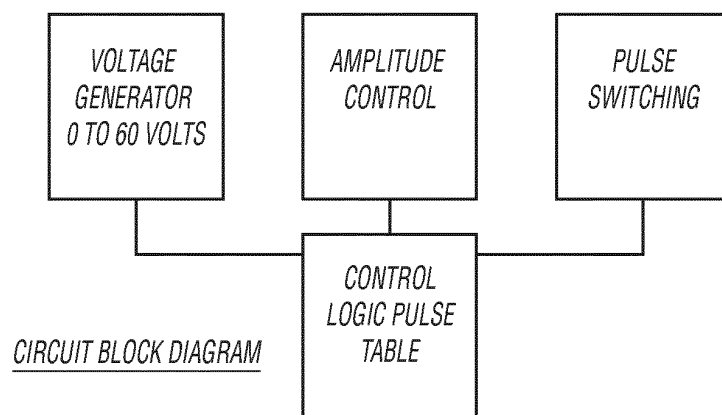 VOLTAGE
GENERATOR
0 TO 60 VOLTS
AMPLITUDE
CONTROL
PULSE
SWITCHING
CONTROL
LOGIC PULSE
TABLE
CIRCUIT BLOCK DIAGRAM